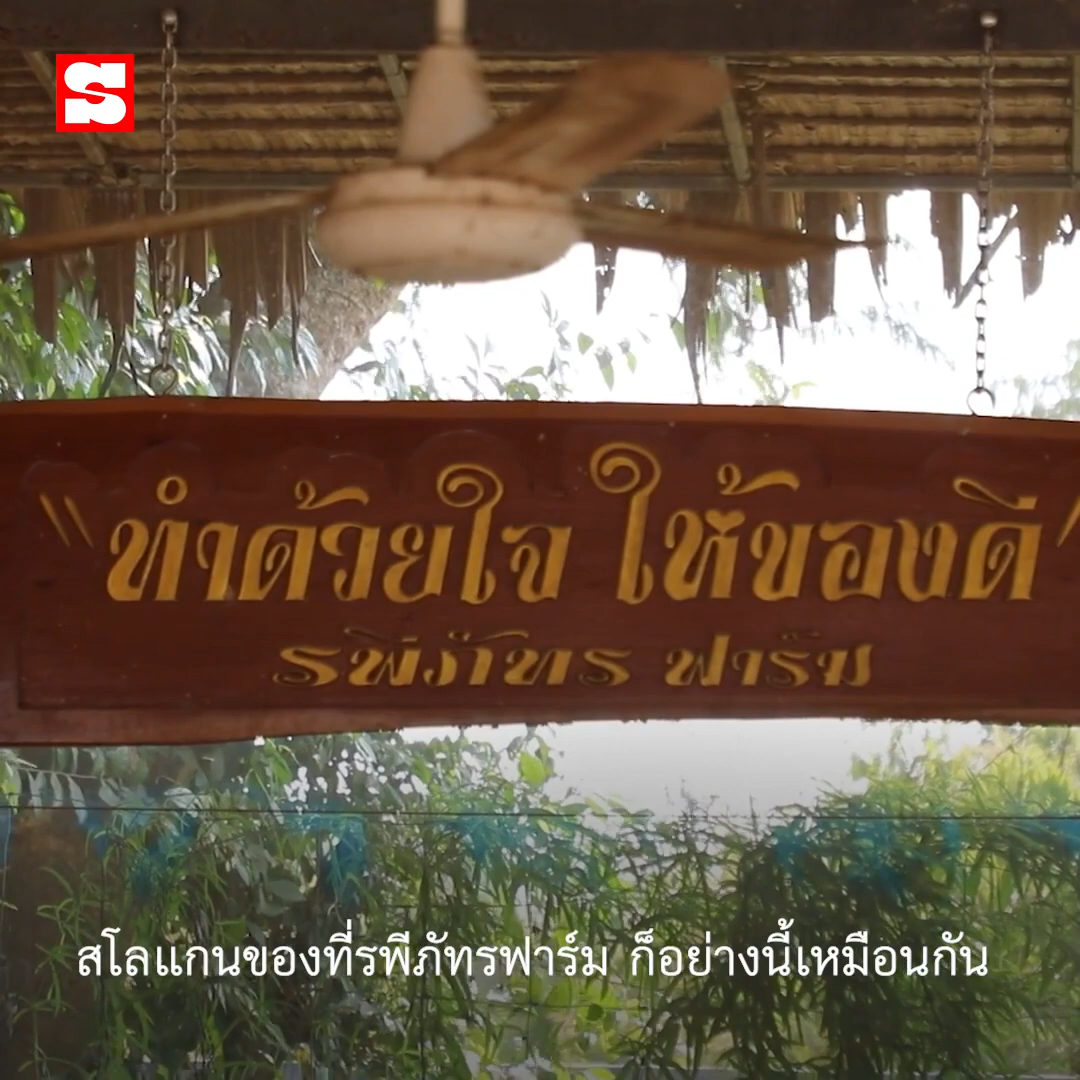 S
"ทำด้วยใจ ให้ของดี"
รพีภัทร ฟาร์ม
สโลแกนของที่รพีภัทรฟาร์ม ก็อย่างนี้เหมือนกัน